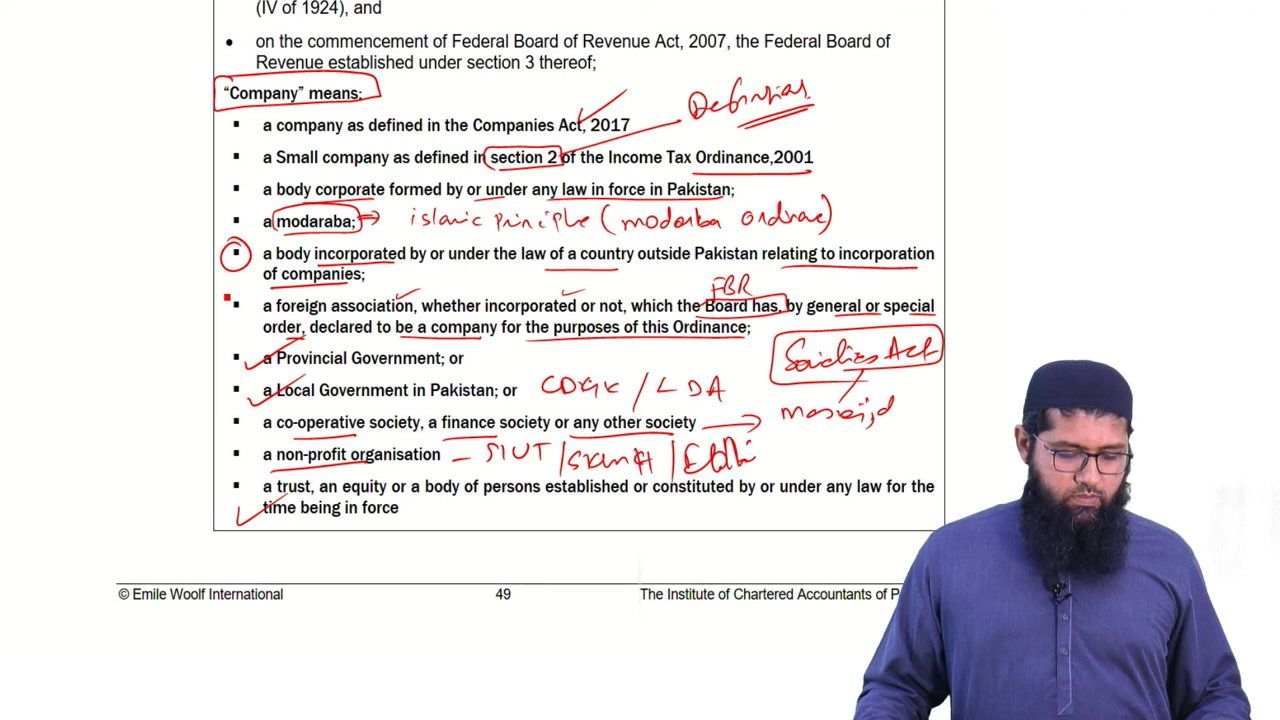 (IV of 1924), and
• on the commencement of Federal Board of Revenue Act, 2007, the Federal Board of
Revenue established under section 3 thereof;
“Company” means:
Definitions
▪ a company as defined in the Companies Act, 2017
▪ a Small company as defined in section 2 of the Income Tax Ordinance,2001
▪ a body corporate formed by or under any law in force in Pakistan;
▪ a modaraba; ⇒ islamic principle (modarba
▪ a body incorporated by or under the law of a country outside Pakistan relating to incorporation
of companies;
FBR
▪ a foreign association, whether incorporated or not, which the Board has, by general or special
order, declared to be a company for the purposes of this Ordinance;
Societies Act
▪ a Provincial Government; or
▪ a Local Government in Pakistan; or CDGK / LDA
▪ a co-operative society, a finance society or any other society →
▪ a non-profit organisation – SIUT
▪ a trust, an equity or a body of persons established or constituted by or under any law for the
time being in force
© Emile Woolf International 49 The Institute of Chartered Accountants of P